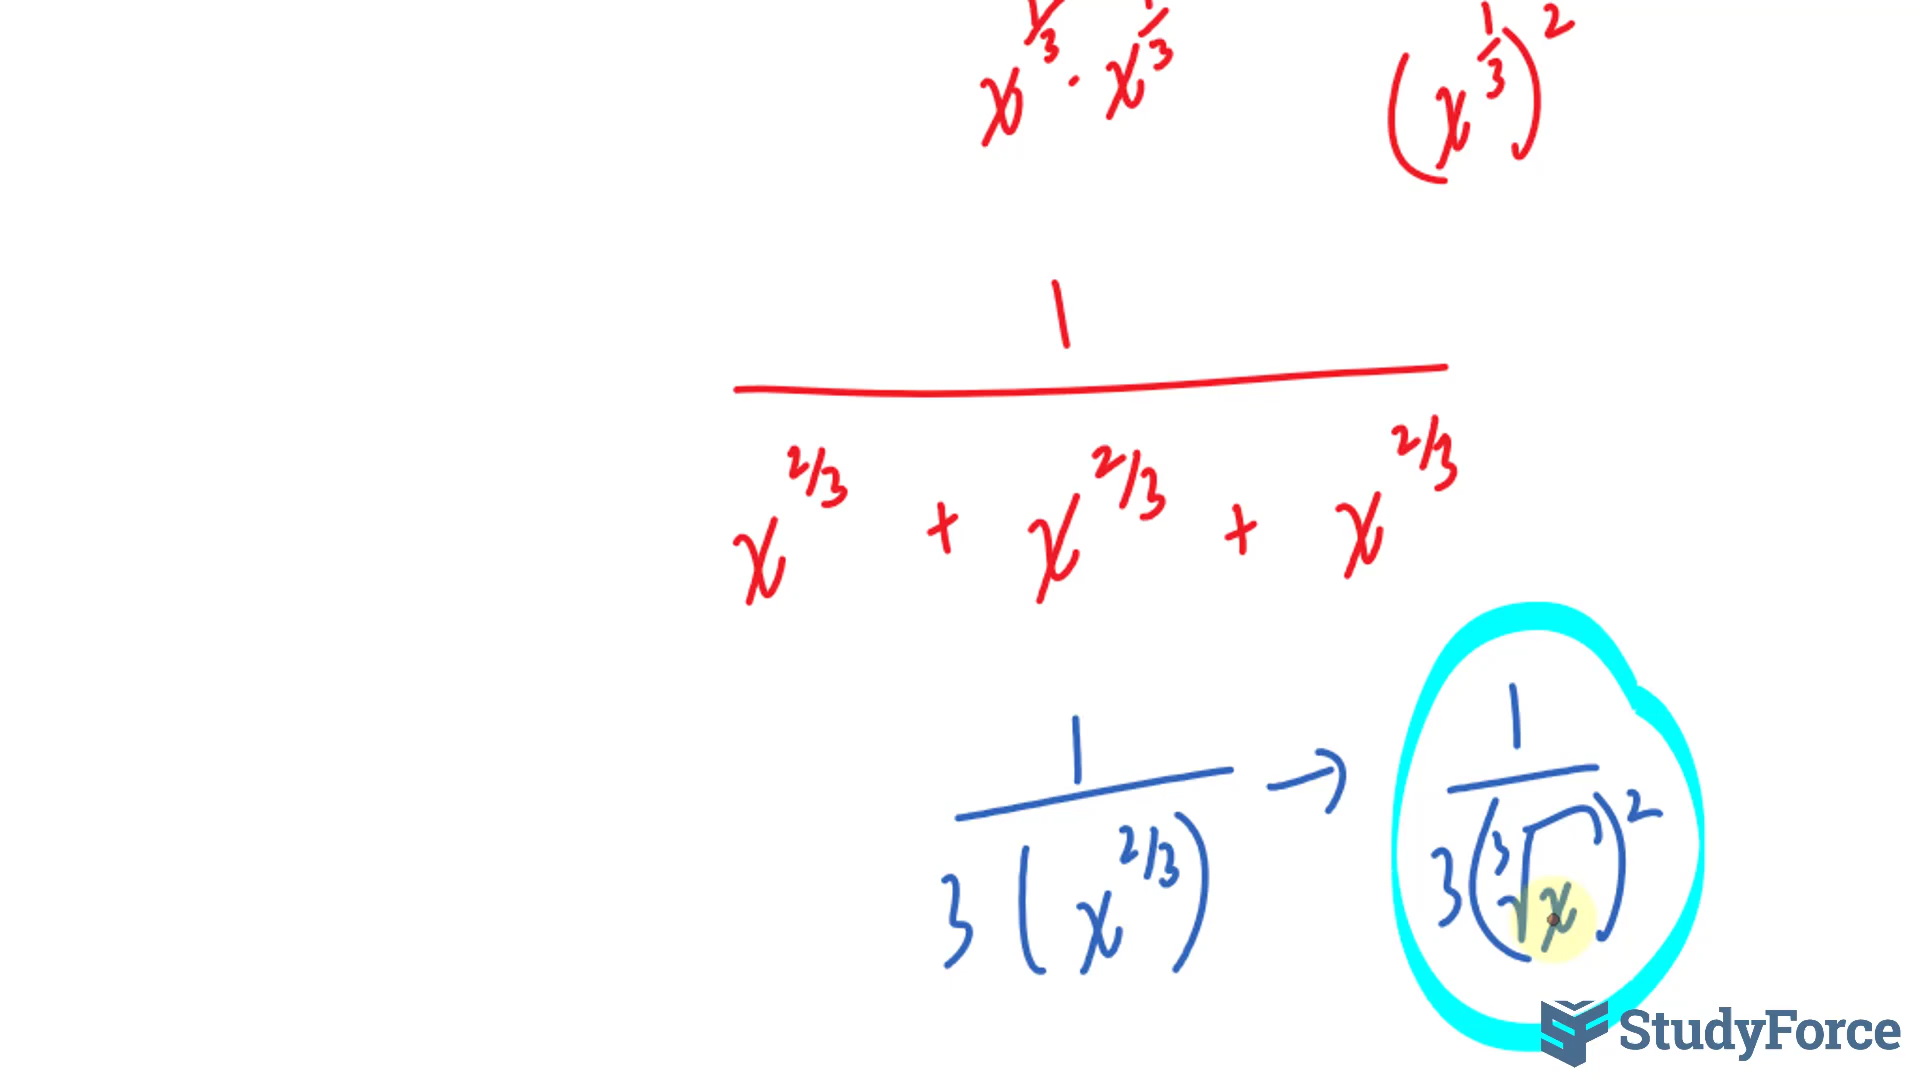 x^{1/3} · x^{1/3} (x^{1/3})^2
1
x^{2/3} + x^{2/3} + x^{2/3}
1 → 1
3(x^{2/3}) 3(∛x)^2
StudyForce